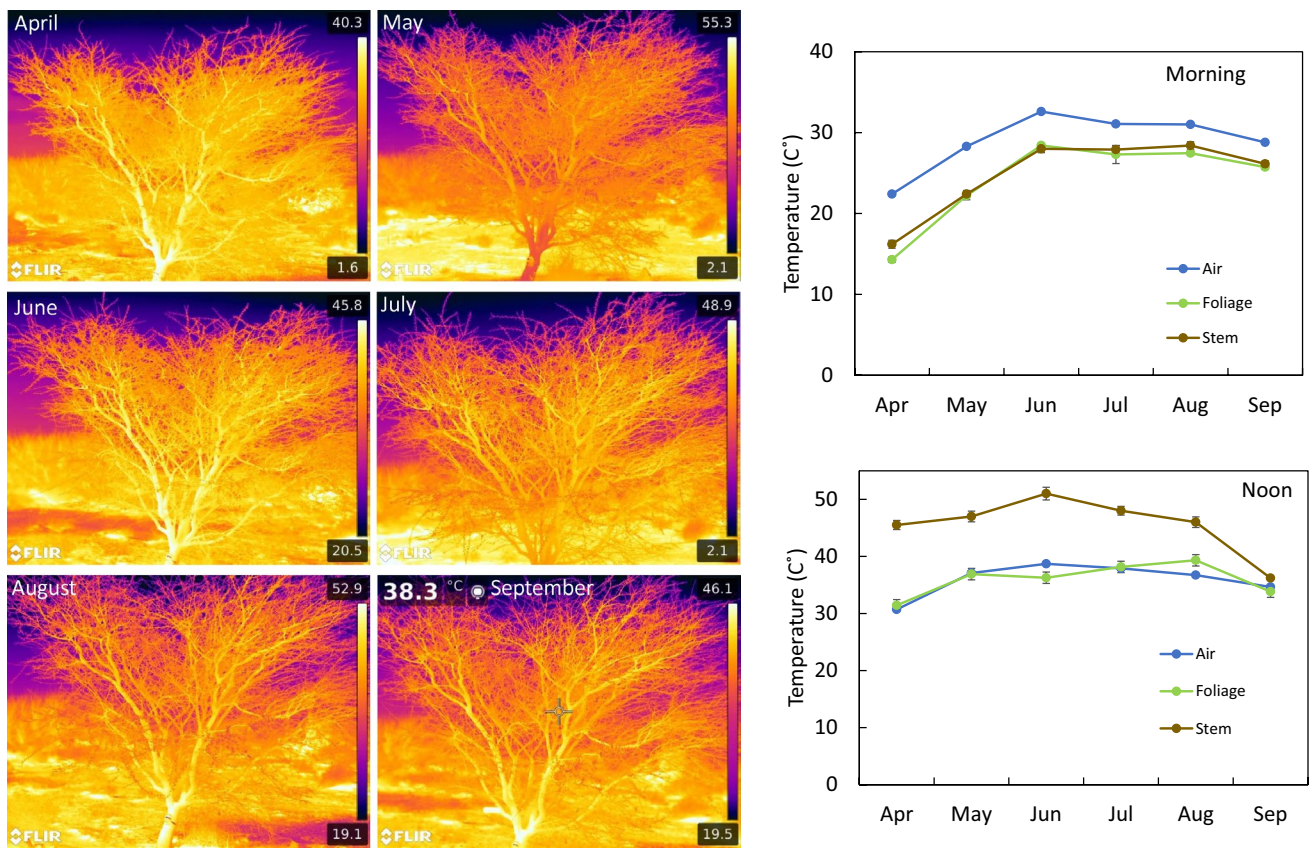 April
40.3
FLIR
1.6
May
55.3
FLIR
2.1
June
45.8
FLIR
20.5
July
48.9
FLIR
2.1
August
52.9
FLIR
19.1
38.3 °C September
46.1
FLIR
19.5
Morning
Temperature (C˚)
40
30
20
10
0
Air
Foliage
Stem
Apr May Jun Jul Aug Sep
Noon
Temperature (C˚)
50
40
30
20
10
0
Air
Foliage
Stem
Apr May Jun Jul Aug Sep